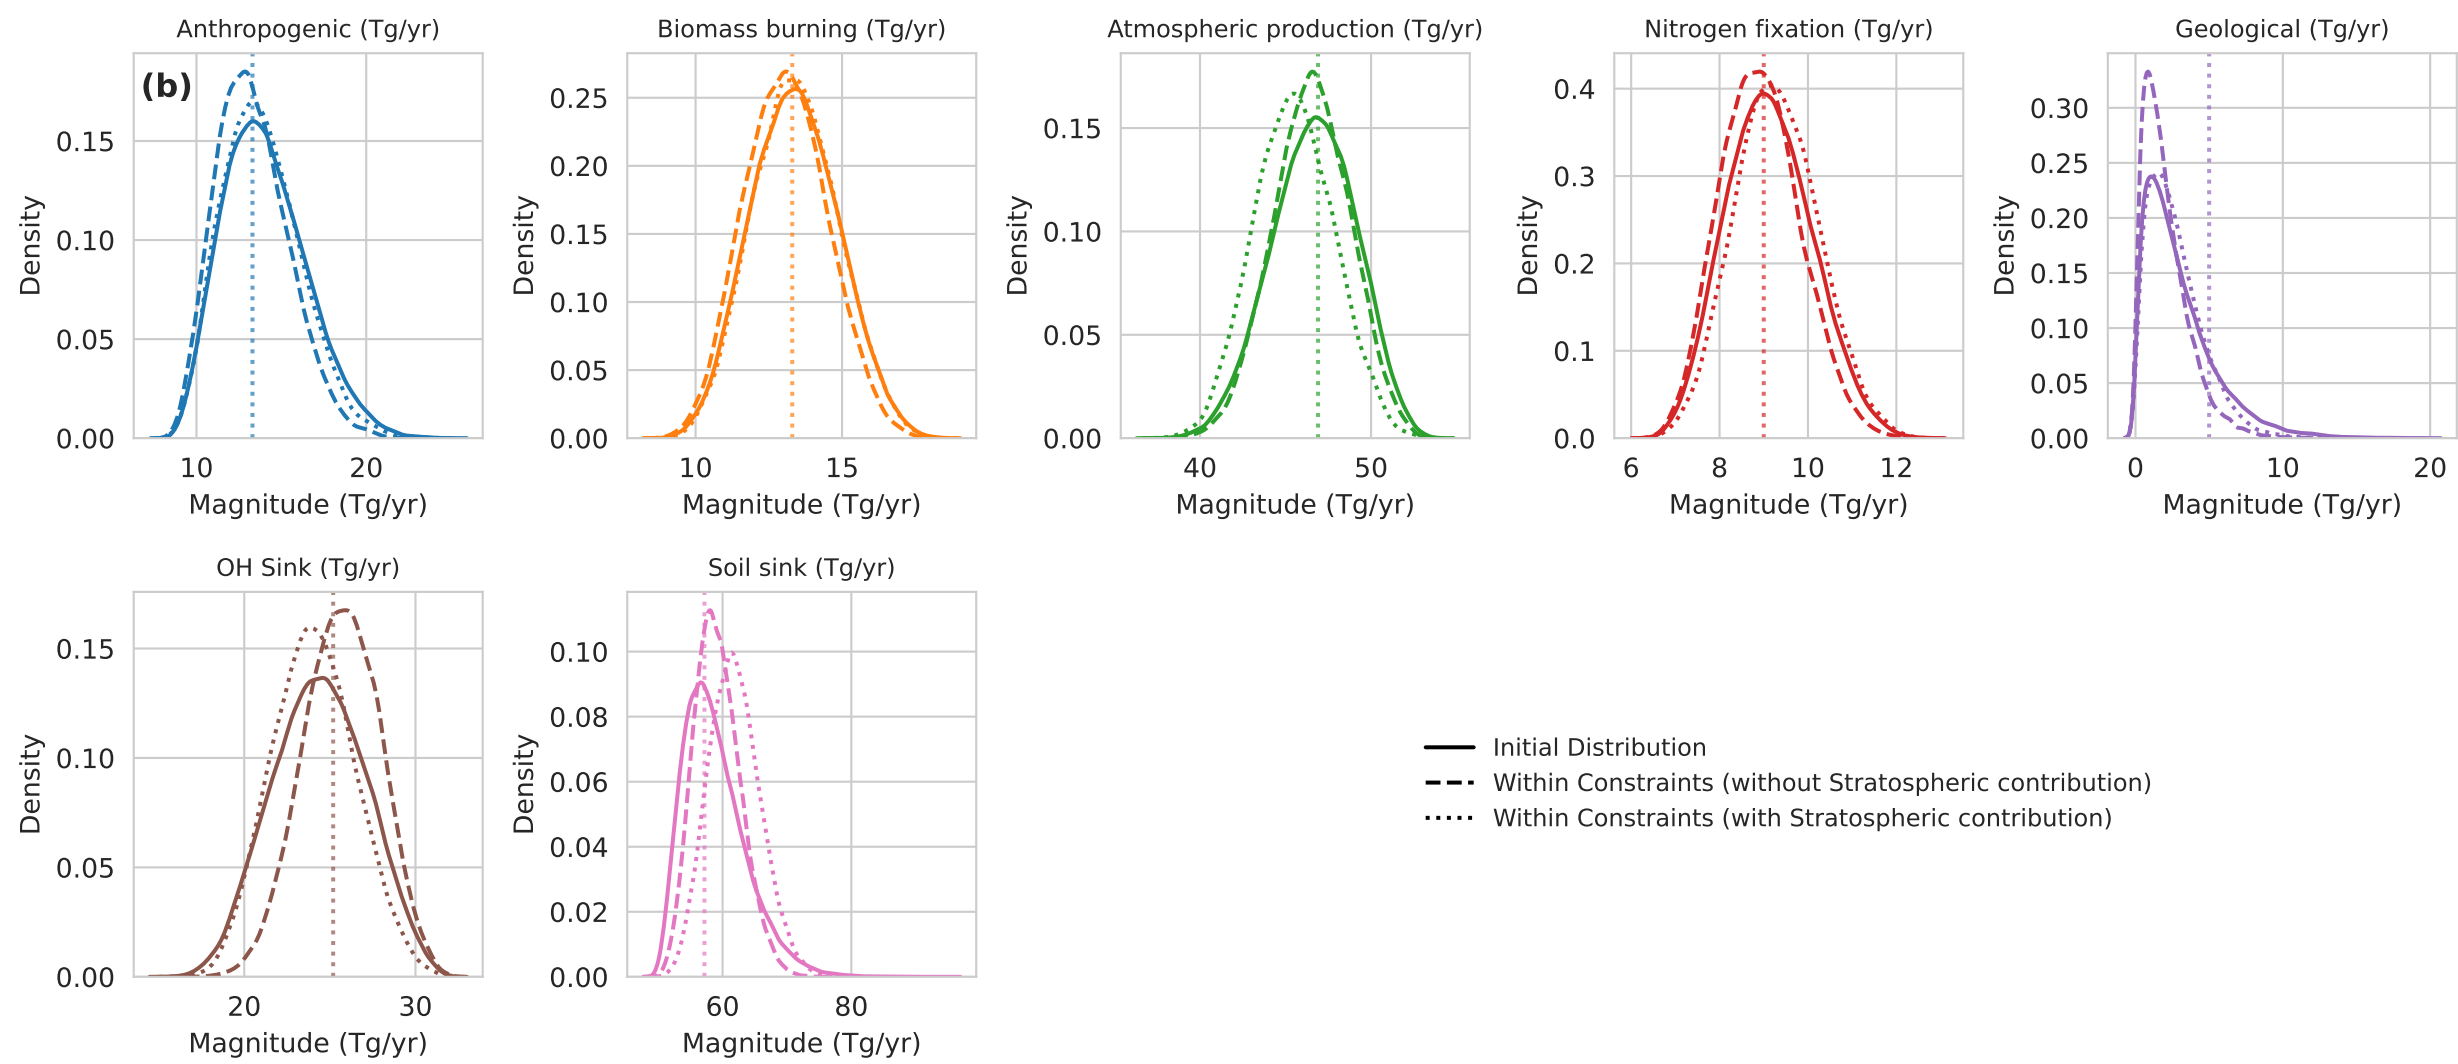 Anthropogenic (Tg/yr)
(b)
Density
0.15
0.10
0.05
0.00
10 20
Magnitude (Tg/yr)
Biomass burning (Tg/yr)
Density
0.25
0.20
0.15
0.10
0.05
0.00
10 15
Magnitude (Tg/yr)
Atmospheric production (Tg/yr)
Density
0.15
0.10
0.05
0.00
40 50
Magnitude (Tg/yr)
Nitrogen fixation (Tg/yr)
Density
0.4
0.3
0.2
0.1
0.0
6 8 10 12
Magnitude (Tg/yr)
Geological (Tg/yr)
Density
0.30
0.25
0.20
0.15
0.10
0.05
0.00
0 10 20
Magnitude (Tg/yr)
OH Sink (Tg/yr)
Density
0.15
0.10
0.05
0.00
20 30
Magnitude (Tg/yr)
Soil sink (Tg/yr)
Density
0.10
0.08
0.06
0.04
0.02
0.00
60 80
Magnitude (Tg/yr)
Initial Distribution
Within Constraints (without Stratospheric contribution)
Within Constraints (with Stratospheric contribution)